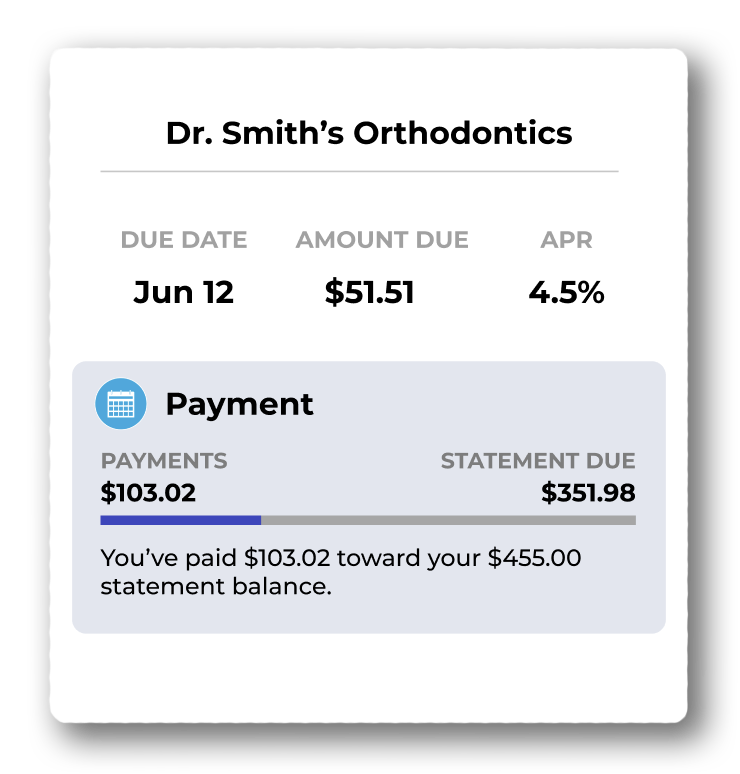 Dr. Smith’s Orthodontics
DUE DATE AMOUNT DUE APR
Jun 12 $51.51 4.5%
Payment
PAYMENTS STATEMENT DUE
$103.02 $351.98
You’ve paid $103.02 toward your $455.00
statement balance.